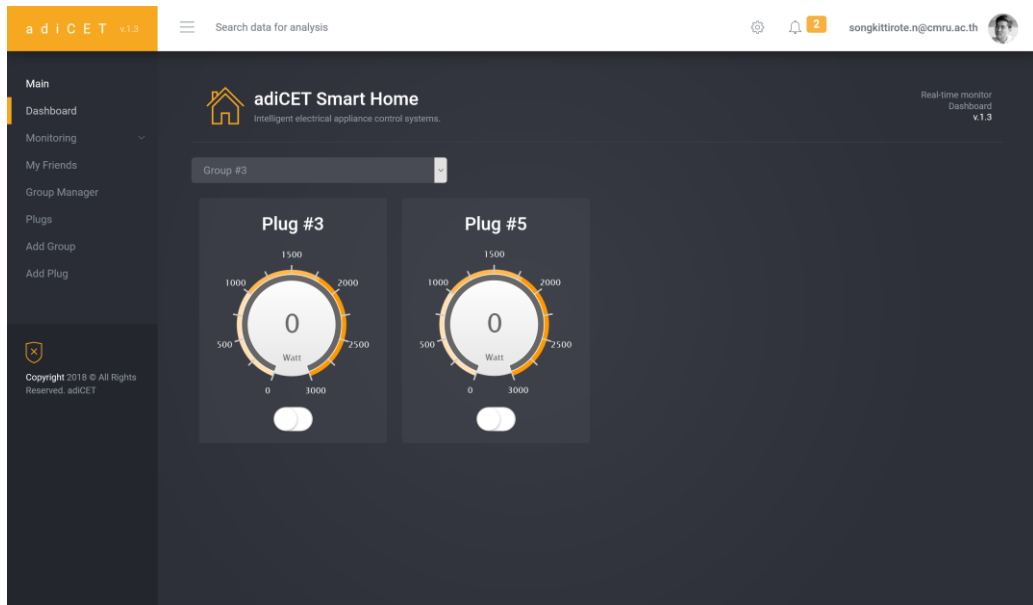 adiCET v.1.3
Search data for analysis
2
songkittirote.n@cmru.ac.th
Main
Dashboard
Monitoring
My Friends
Group Manager
Plugs
Add Group
Add Plug
Copyright 2018 © All Rights
Reserved. adiCET
adiCET Smart Home
Intelligent electrical appliance control systems.
Real-time monitor
Dashboard
v.1.3
Group #3
Plug #3
1500
1000
2000
500
2500
0
Watt
0
3000
Plug #5
1500
1000
2000
500
2500
0
Watt
0
3000